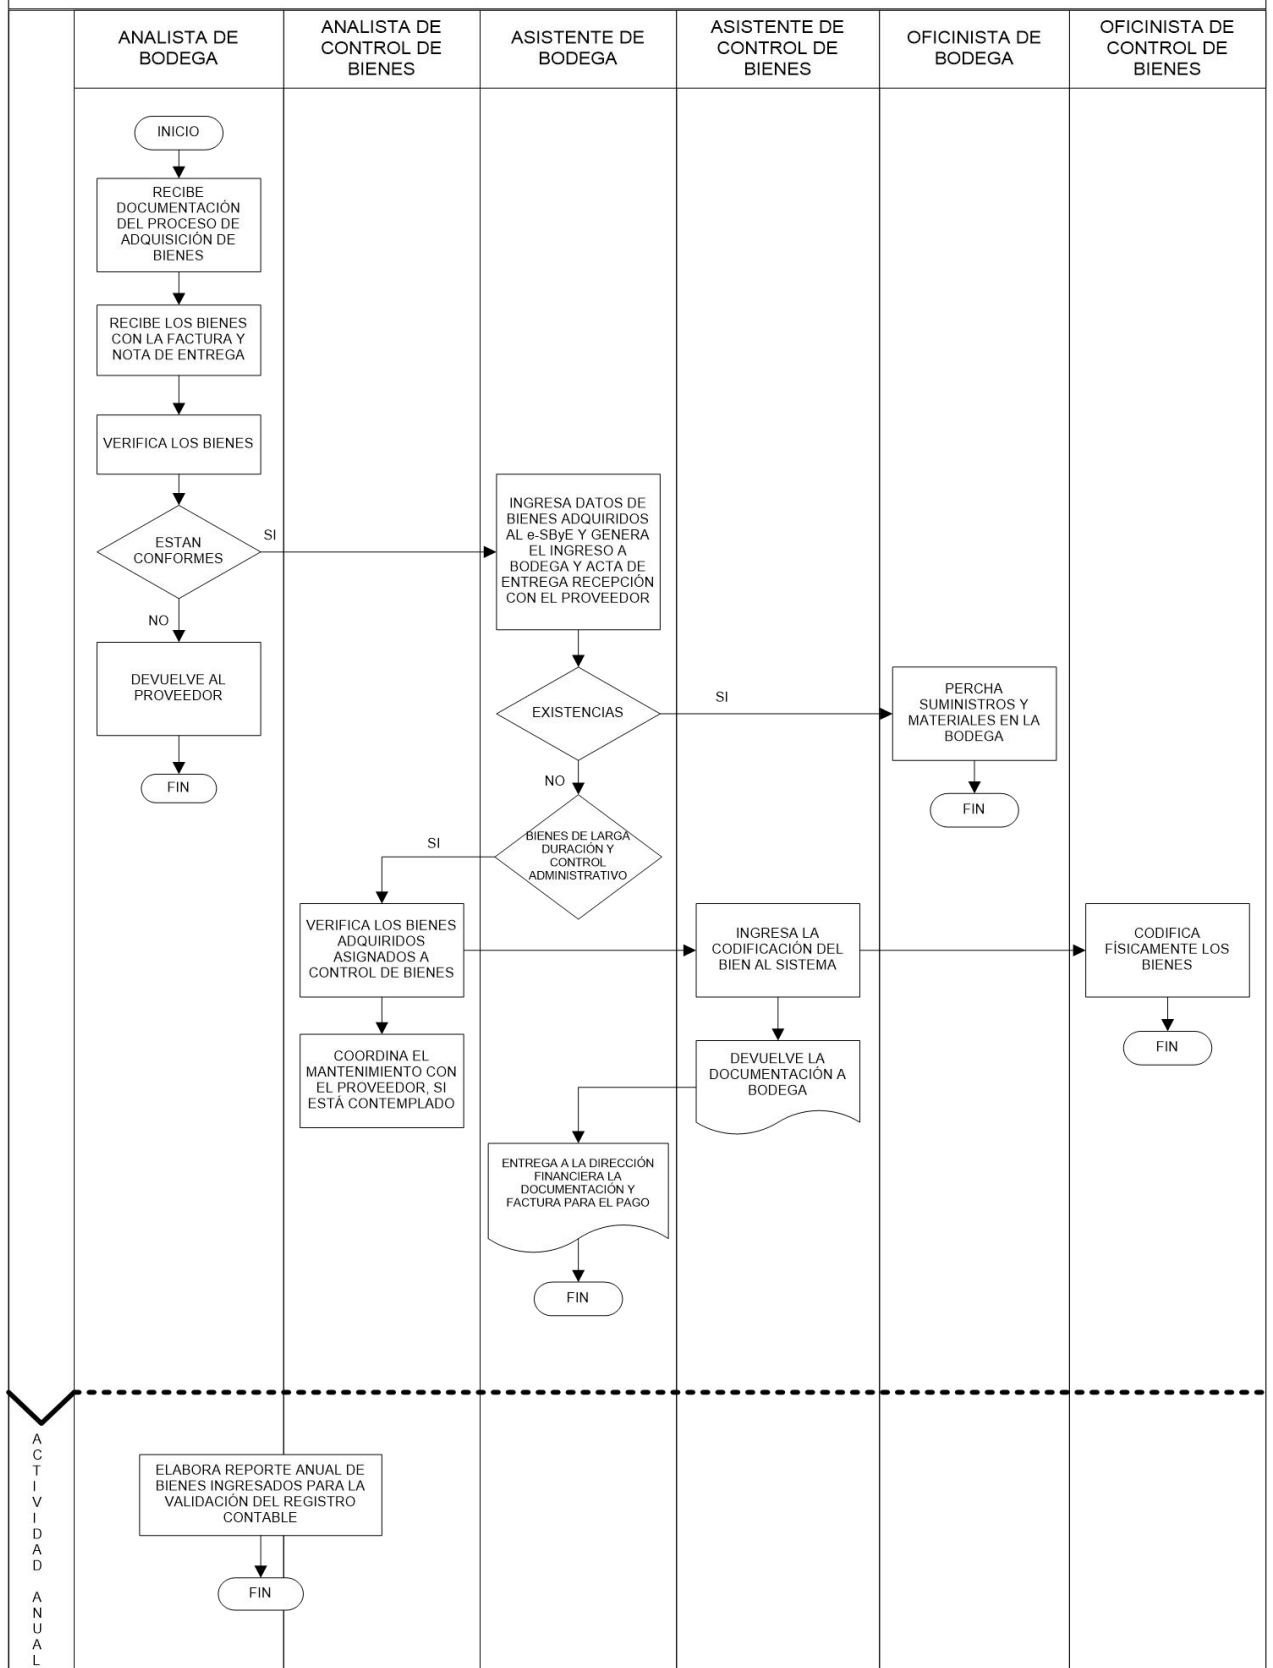 ANALISTA DE
BODEGA
ANALISTA DE
CONTROL DE
BIENES
ASISTENTE DE
BODEGA
ASISTENTE DE
CONTROL DE
BIENES
OFICINISTA DE
BODEGA
OFICINISTA DE
CONTROL DE
BIENES
INICIO
RECIBE
DOCUMENTACIÓN
DEL PROCESO DE
ADQUISICIÓN DE
BIENES
RECIBE LOS BIENES
CON LA FACTURA Y
NOTA DE ENTREGA
VERIFICA LOS BIENES
ESTAN
CONFORMES
SI
NO
DEVUELVE AL
PROVEEDOR
FIN
INGRESA DATOS DE
BIENES ADQUIRIDOS
AL e-SByE Y GENERA
EL INGRESO A
BODEGA Y ACTA DE
ENTREGA RECEPCIÓN
CON EL PROVEEDOR
EXISTENCIAS
SI
PERCHA
SUMINISTROS Y
MATERIALES EN LA
BODEGA
FIN
NO
BIENES DE LARGA
DURACIÓN Y
CONTROL
ADMINISTRATIVO
SI
VERIFICA LOS BIENES
ADQUIRIDOS
ASIGNADOS A
CONTROL DE BIENES
INGRESA LA
CODIFICACIÓN DEL
BIEN AL SISTEMA
CODIFICA
FÍSICAMENTE LOS
BIENES
FIN
COORDINA EL
MANTENIMIENTO CON
EL PROVEEDOR, SI
ESTÁ CONTEMPLADO
DEVUELVE LA
DOCUMENTACIÓN A
BODEGA
ENTREGA A LA DIRECCIÓN
FINANCIERA LA
DOCUMENTACIÓN Y
FACTURA PARA EL PAGO
FIN
ACTIVIDAD ANUAL
ELABORA REPORTE ANUAL DE
BIENES INGRESADOS PARA LA
VALIDACIÓN DEL REGISTRO
CONTABLE
FIN